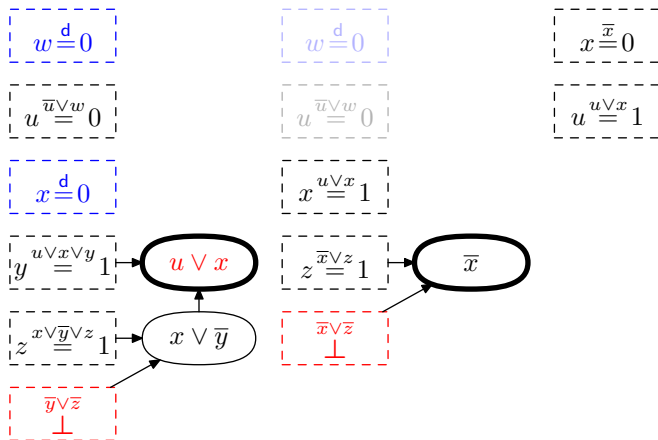 w =ᵈ 0
u =^{u̅∨w} 0
x =ᵈ 0
y =^{u∨x∨y} 1
u ∨ x
z =^{x∨y̅∨z} 1
x ∨ y̅
y̅∨z̅
⊥
w =ᵈ 0
u =^{u̅∨w} 0
x =^{u∨x} 1
z =^{x̅∨z} 1
x̅
x̅∨z̅
⊥
x =^{x̅} 0
u =^{u∨x} 1